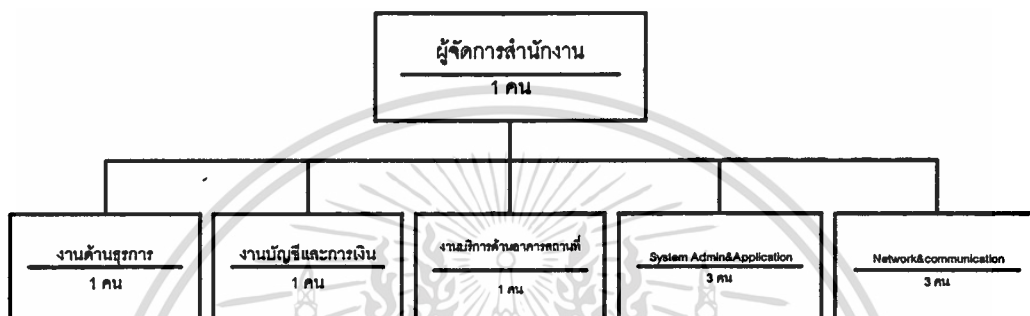 ผู้จัดการสำนักงาน
1 คน
งานด้านธุรการ
1 คน
งานบัญชีและการเงิน
1 คน
งานบริการด้านอาคารสถานที่
1 คน
System Admin&Application
3 คน
Network&communication
3 คน